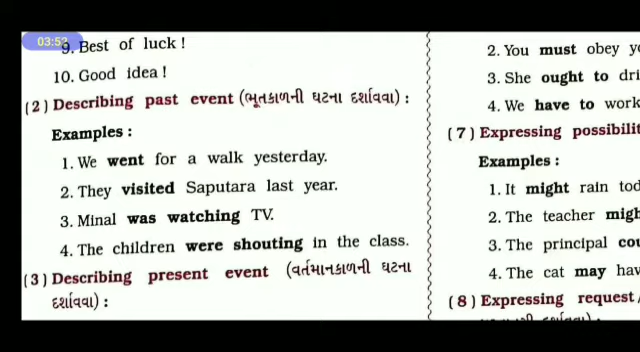 03:52
9. Best of luck !
10. Good idea !
(2) Describing past event (ભૂતકાળની ઘટના દર્શાવવા) :
Examples :
1. We went for a walk yesterday.
2. They visited Saputara last year.
3. Minal was watching TV.
4. The children were shouting in the class.
(3) Describing present event (વર્તમાનકાળની ઘટના
દર્શાવવા) :
2. You must obey
3. She ought to
4. We have to work
(7) Expressing
Examples :
1. It might rain
2. The teacher
3. The principal
4. The cat may
(8) Expressing request